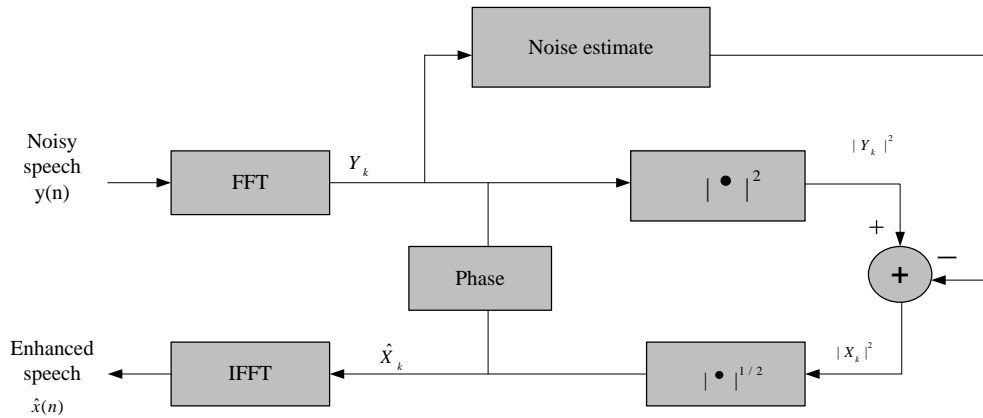 Noise estimate
Noisy
speech
y(n)
FFT
Y_k
| • |^2
| Y_k |^2
+
−
+
Phase
Enhanced
speech
x̂(n)
IFFT
X̂_k
| • |^{1/2}
| X_k |^2